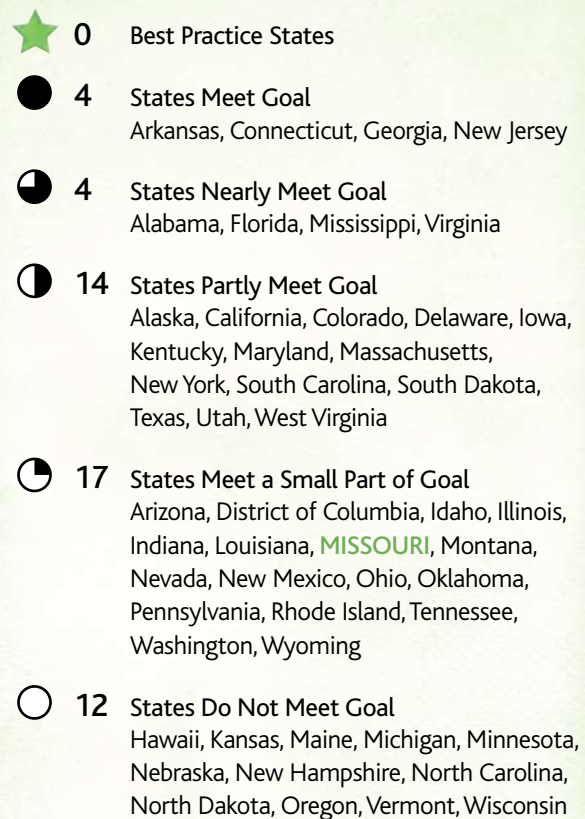 0 Best Practice States
4 States Meet Goal
Arkansas, Connecticut, Georgia, New Jersey
4 States Nearly Meet Goal
Alabama, Florida, Mississippi, Virginia
14 States Partly Meet Goal
Alaska, California, Colorado, Delaware, Iowa,
Kentucky, Maryland, Massachusetts,
New York, South Carolina, South Dakota,
Texas, Utah, West Virginia
17 States Meet a Small Part of Goal
Arizona, District of Columbia, Idaho, Illinois,
Indiana, Louisiana, MISSOURI, Montana,
Nevada, New Mexico, Ohio, Oklahoma,
Pennsylvania, Rhode Island, Tennessee,
Washington, Wyoming
12 States Do Not Meet Goal
Hawaii, Kansas, Maine, Michigan, Minnesota,
Nebraska, New Hampshire, North Carolina,
North Dakota, Oregon, Vermont, Wisconsin